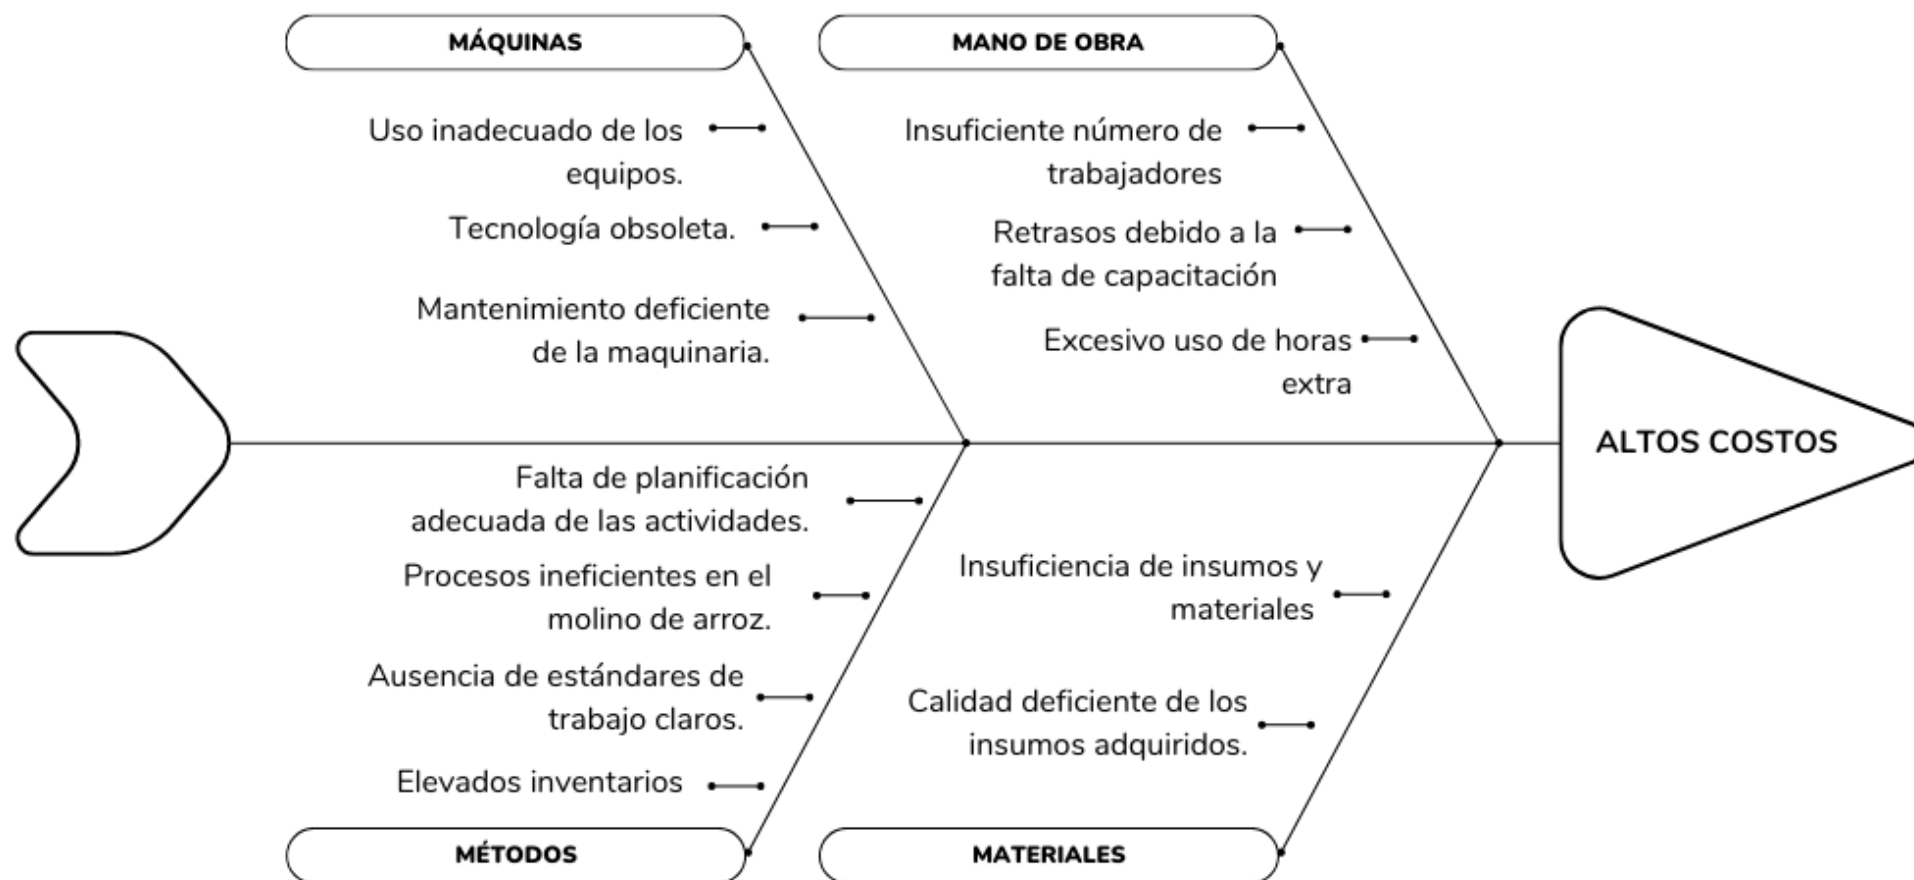 MÁQUINAS
Uso inadecuado de los
equipos.
Tecnología obsoleta.
Mantenimiento deficiente
de la maquinaria.
MANO DE OBRA
Insuficiente número de
trabajadores
Retrasos debido a la
falta de capacitación
Excesivo uso de horas
extra
ALTOS COSTOS
Falta de planificación
adecuada de las actividades.
Procesos ineficientes en el
molino de arroz.
Ausencia de estándares de
trabajo claros.
Elevados inventarios
MÉTODOS
Insuficiencia de insumos y
materiales
Calidad deficiente de los
insumos adquiridos.
MATERIALES